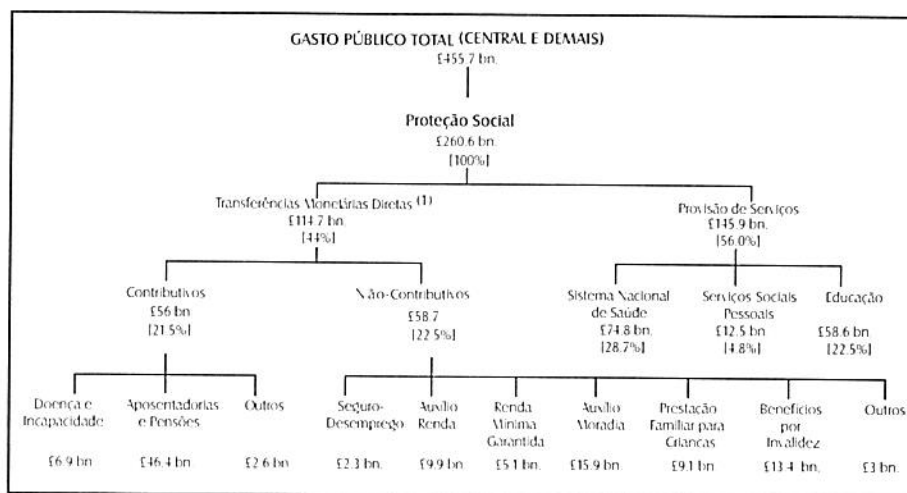 GASTO PÚBLICO TOTAL (CENTRAL E DEMAIS)
£455.7 bn.
Proteção Social
£260.6 bn.
[100%]
Transferências Monetárias Diretas (1)
£114.7 bn.
[44%]
Provisão de Serviços
£145.9 bn.
[56.0%]
Contributivos
£56 bn
[21.5%]
Não-Contributivos
£58.7
[22.5%]
Sistema Nacional
de Saúde
£74.8 bn.
[28.7%]
Serviços Sociais
Pessoais
£12.5 bn
[4.8%]
Educação
£58.6 bn.
[22.5%]
Doença e
Incapacidade
£6.9 bn
Aposentadorias
e Pensões
£46.4 bn
Outros
£2.6 bn
Seguro-
Desemprego
£2.3 bn.
Auxílio
Renda
£9.9 bn
Renda
Mínima
Garantida
£5.1 bn.
Auxílio
Moradia
£15.9 bn
Prestação
Familiar para
Criancas
£9.1 bn
Benefícios
por
Invalidez
£13.4 bn.
Outros
£3 bn.